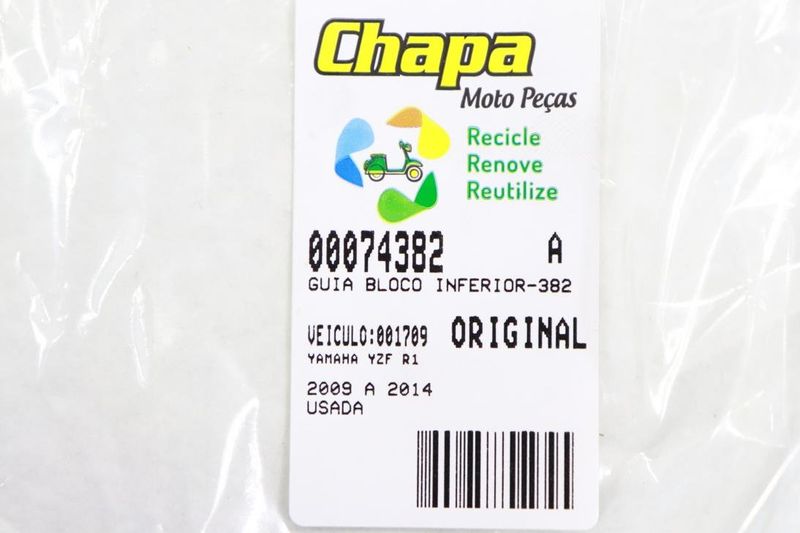 Chapa
Moto Peças
Recicle
Renove
Reutilize
00074382 A
GUIA BLOCO INFERIOR-382
VEICULO:001709 ORIGINAL
YAMAHA YZF R1
2009 A 2014
USADA